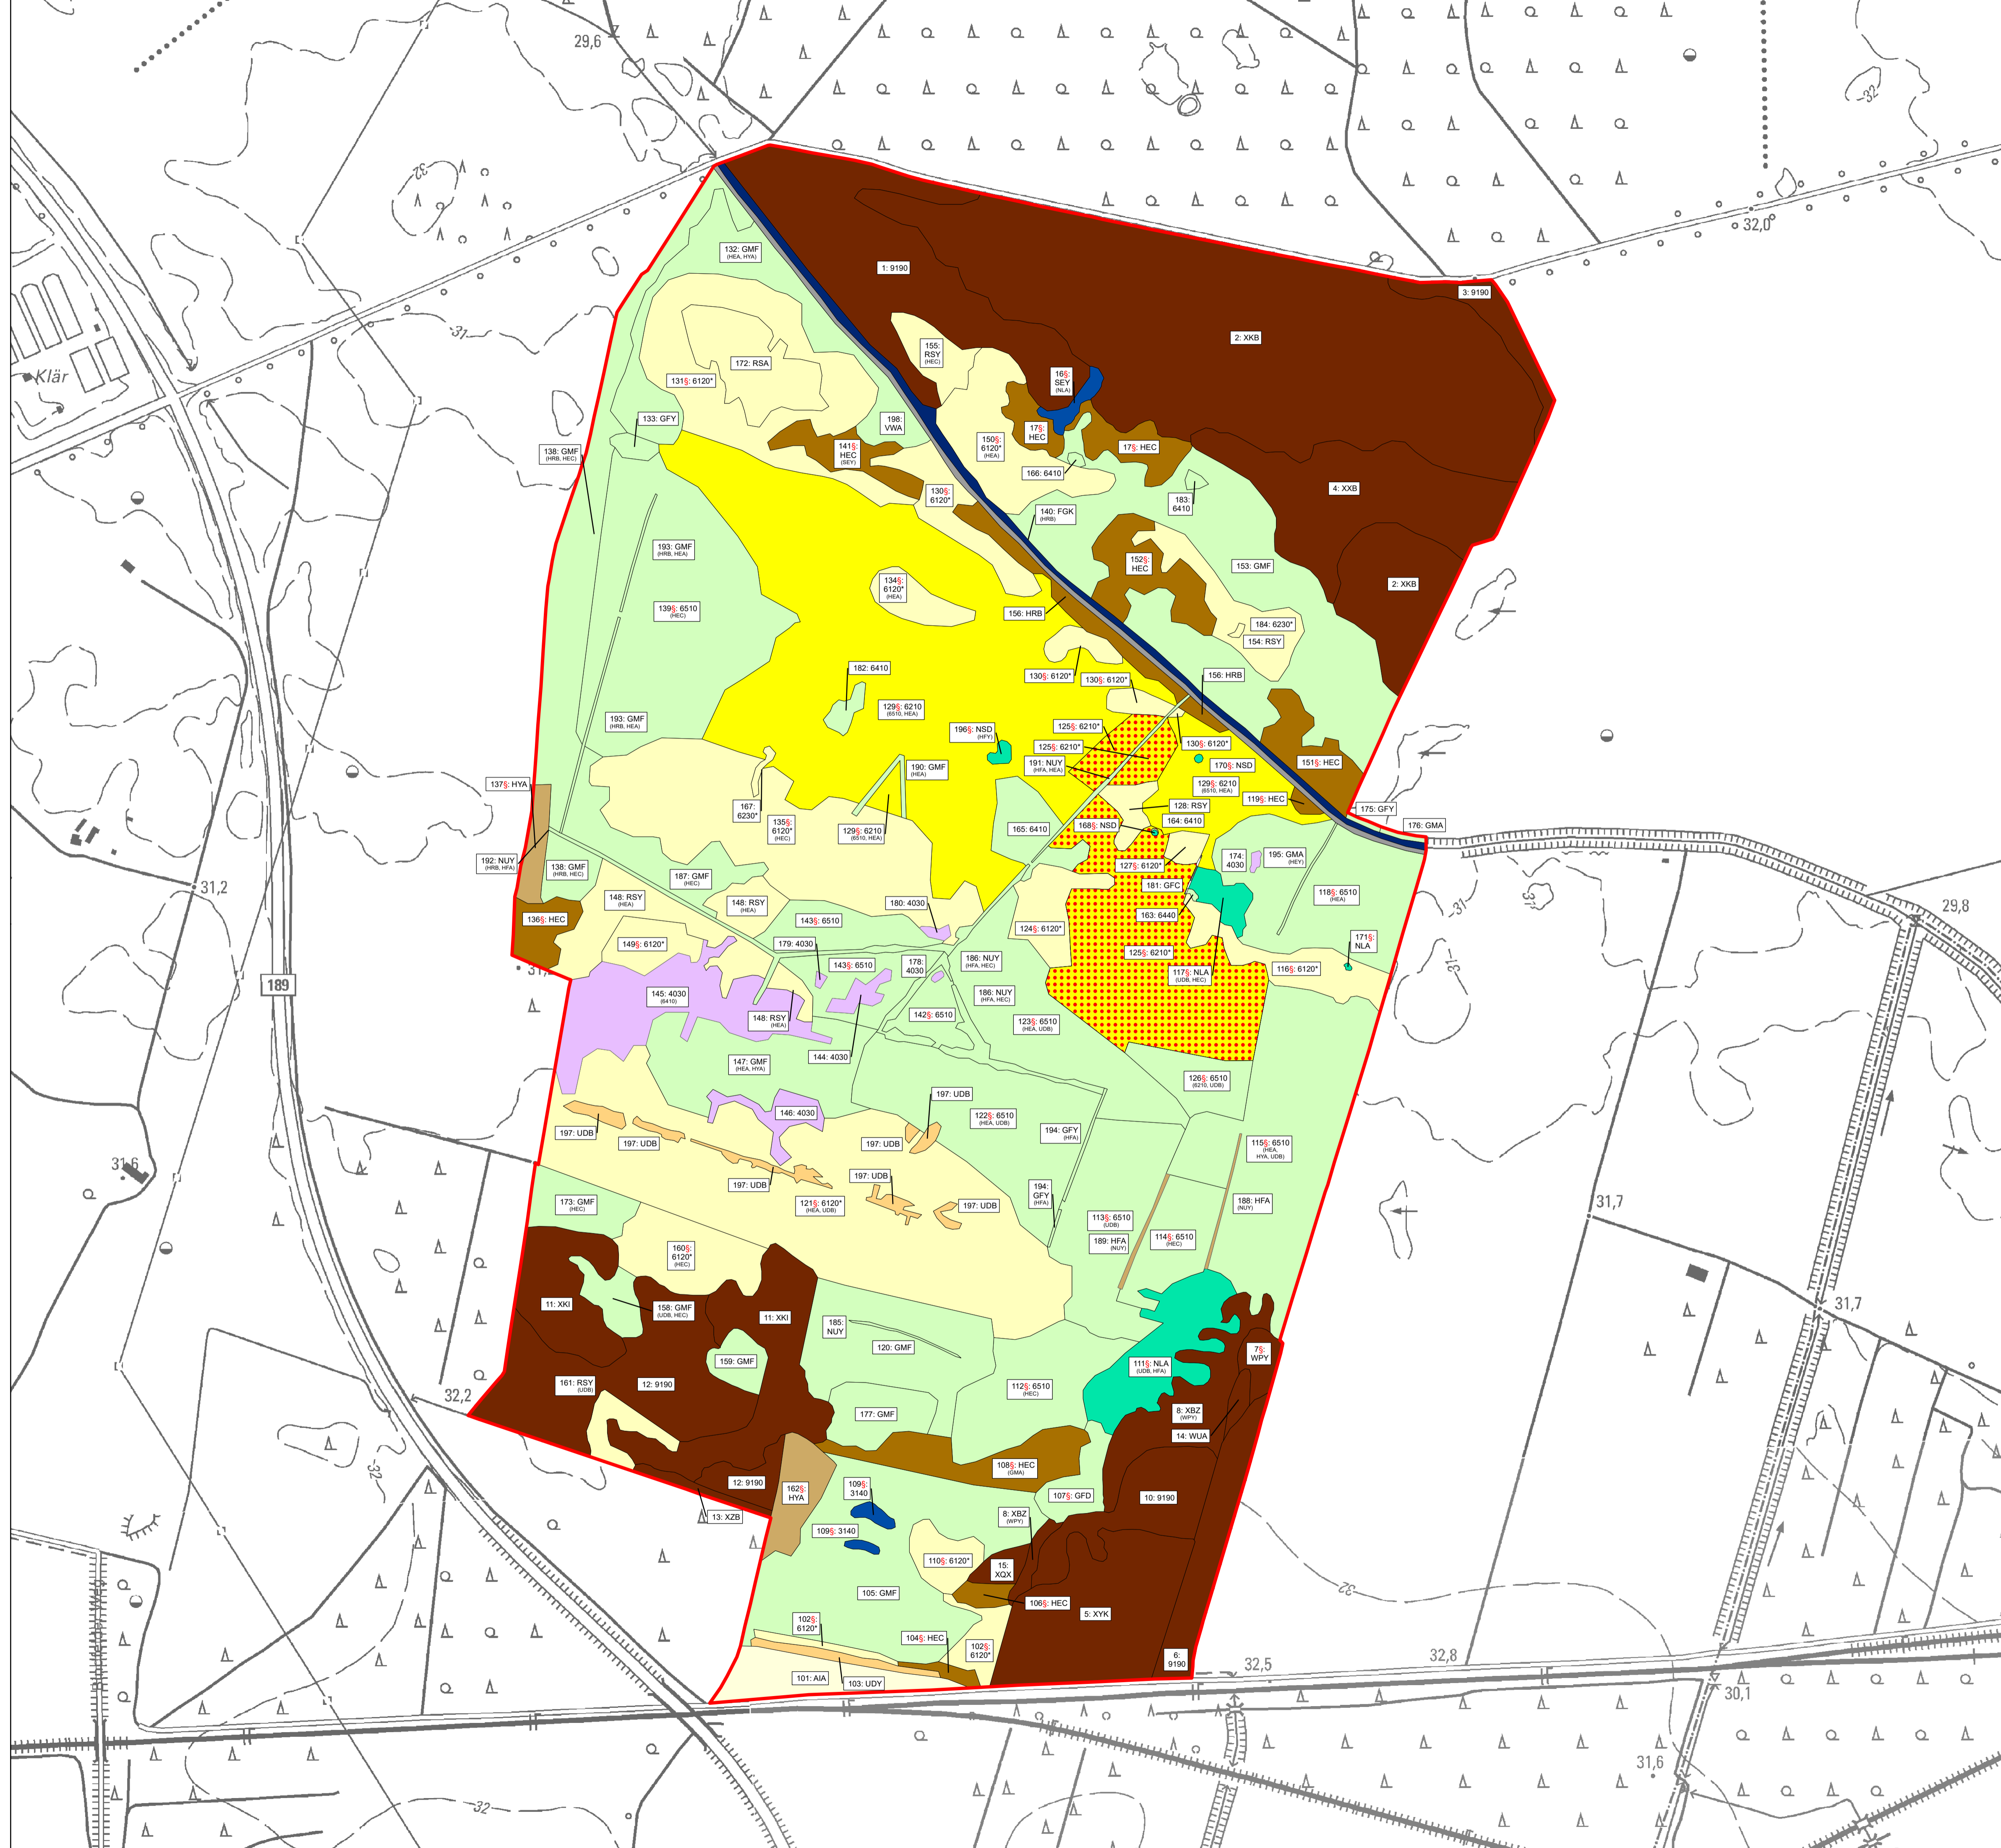 29,6
-32
32
32,0
132: GMF
(HEA, HYA)
1: 9190
3: 9190
-31
2: XKB
155:
RSY
(HEC)
172: RSA
Klär
131§: 6120*
16§:
SEY
(NLA)
133: GFY
198:
VWA
17§:
HEC
150§:
6120*
(HEA)
17§: HEC
141§:
HEC
(SEY)
138: GMF
(HRB, HEC)
166: 6410
4: XXB
130§:
6120*
183:
6410
140: FGK
(HRB)
193: GMF
(HRB, HEA)
152§:
HEC
153: GMF
134§:
6120*
(HEA)
2: XKB
139§: 6510
(HEC)
156: HRB
184: 6230*
154: RSY
182: 6410
130§: 6120*
130§: 6120*
156: HRB
129§: 6210
(6510, HEA)
193: GMF
(HRB, HEA)
196§: NSD
(HFY)
125§: 6210*
125§: 6210*
130§: 6120*
191: NUY
(HFA, HEA)
170§: NSD
151§: HEC
190: GMF
(HEA)
137§: HYA
129§: 6210
(6510, HEA)
119§: HEC
167:
6230*
128: RSY
175: GFY
135§:
6120*
(HEC)
129§: 6210
(6510, HEA)
165: 6410
168§: NSD
164: 6410
176: GMA
192: NUY
(HRB, HFA)
138: GMF
(HRB, HEC)
187: GMF
(HEC)
127§: 6120*
174:
4030
195: GMA
(HEY)
31,2
181: GFC
118§: 6510
(HEA)
148: RSY
(HEA)
148: RSY
(HEA)
180: 4030
163: 6440
29,8
-31
136§: HEC
143§: 6510
124§: 6120*
149§: 6120*
179: 4030
171§:
NLA
125§: 6210*
143§: 6510
178:
4030
186: NUY
(HFA, HEC)
117§: NLA
(UDB, HEC)
116§: 6120*
-31
189
145: 4030
(6410)
186: NUY
(HFA, HEC)
148: RSY
(HEA)
142§: 6510
123§: 6510
(HEA, UDB)
144: 4030
147: GMF
(HEA, HYA)
126§: 6510
(6210, UDB)
197: UDB
146: 4030
122§: 6510
(HEA, UDB)
197: UDB
197: UDB
197: UDB
194: GFY
(HFA)
115§: 6510
(HEA,
HYA, UDB)
31,6
197: UDB
197: UDB
121§: 6120*
(HEA, UDB)
197: UDB
194:
GFY
(HFA)
173: GMF
(HEC)
188: HFA
(NUY)
31,7
113§: 6510
(UDB)
189: HFA
(NUY)
114§: 6510
(HEC)
160§:
6120*
(HEC)
11: XKI
158: GMF
(UDB, HEC)
11: XKI
31,7
185:
NUY
120: GMF
159: GMF
7§:
WPY
111§: NLA
(UDB, HFA)
161: RSY
(UDB)
12: 9190
112§: 6510
(HEC)
32,2
177: GMF
8: XBZ
(WPY)
14: WUA
-32
108§: HEC
(GMA)
12: 9190
162§:
HYA
109§:
3140
107§: GFD
10: 9190
13: XZB
8: XBZ
(WPY)
109§: 3140
110§: 6120*
15:
XQX
32
105: GMF
106§: HEC
5: XYK
102§:
6120*
104§: HEC
102§:
6120*
6:
9190
32,5
32,8
101: AIA
103: UDY
30,1
31,6
-32